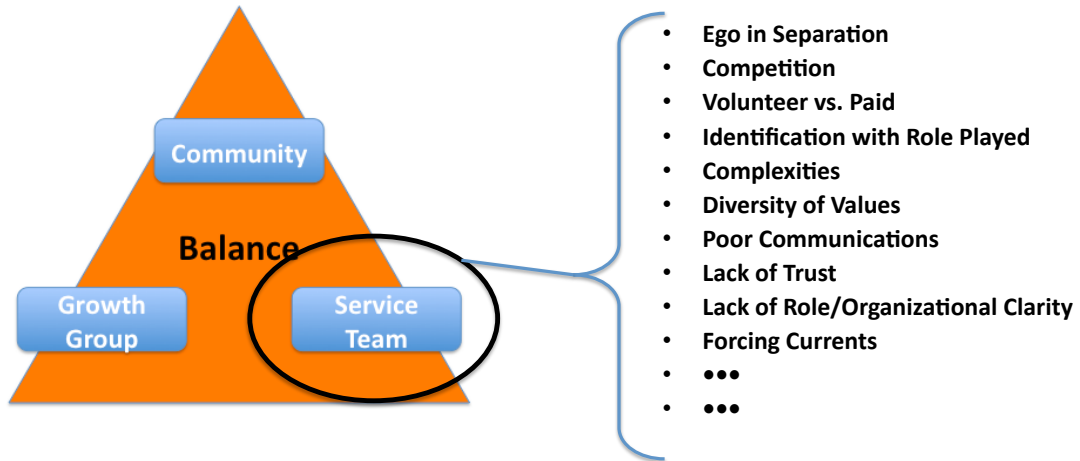 Community
Balance
Growth
Group
Service
Team
• Ego in Separation
• Competition
• Volunteer vs. Paid
• Identification with Role Played
• Complexities
• Diversity of Values
• Poor Communications
• Lack of Trust
• Lack of Role/Organizational Clarity
• Forcing Currents
• •••
• •••